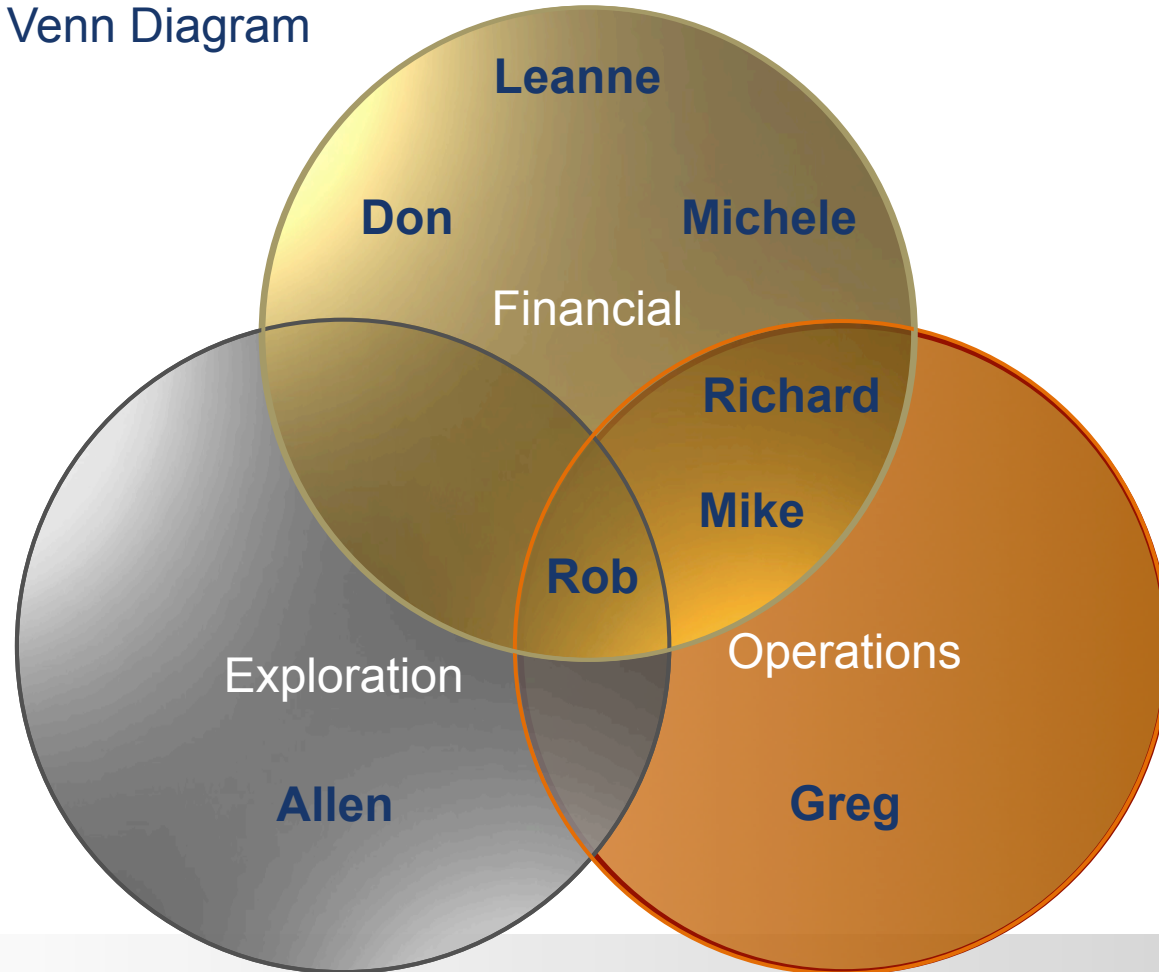 Venn Diagram
Leanne
Don
Michele
Financial
Richard
Mike
Rob
Operations
Exploration
Allen
Greg